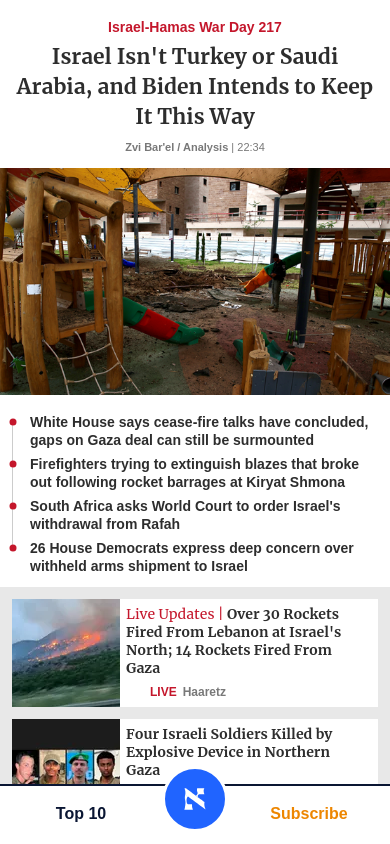 Israel-Hamas War Day 217
Israel Isn't Turkey or Saudi
Arabia, and Biden Intends to Keep
It This Way
Zvi Bar'el / Analysis | 22:34
White House says cease-fire talks have concluded,
gaps on Gaza deal can still be surmounted
Firefighters trying to extinguish blazes that broke
out following rocket barrages at Kiryat Shmona
South Africa asks World Court to order Israel's
withdrawal from Rafah
26 House Democrats express deep concern over
withheld arms shipment to Israel
Live Updates | Over 30 Rockets
Fired From Lebanon at Israel's
North; 14 Rockets Fired From
Gaza
LIVE Haaretz
Four Israeli Soldiers Killed by
Explosive Device in Northern
Gaza
Top 10
א
Subscribe